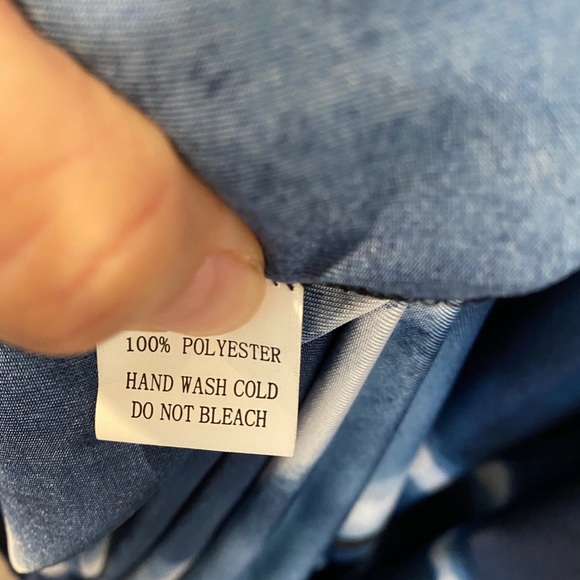 100% POLYESTER
HAND WASH COLD
DO NOT BLEACH